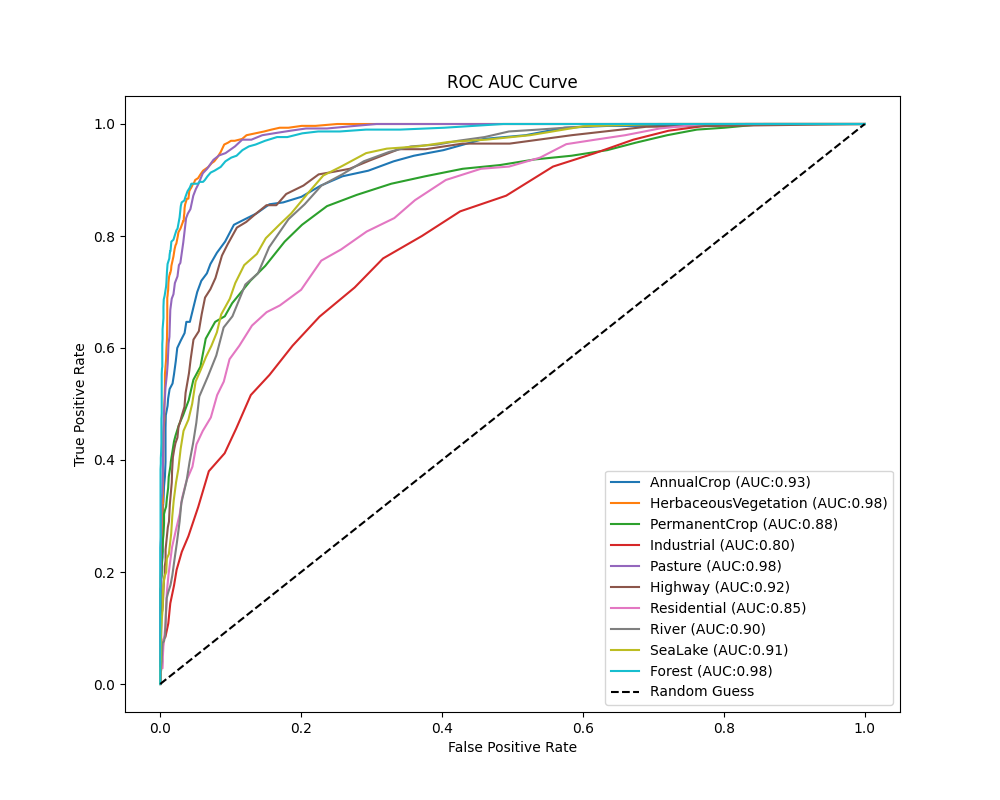 ROC AUC Curve
1.0
0.8
0.6
0.4
0.2
0.0
True Positive Rate
0.0 0.2 0.4 0.6 0.8 1.0
False Positive Rate
AnnualCrop (AUC:0.93)
HerbaceousVegetation (AUC:0.98)
PermanentCrop (AUC:0.88)
Industrial (AUC:0.80)
Pasture (AUC:0.98)
Highway (AUC:0.92)
Residential (AUC:0.85)
River (AUC:0.90)
SeaLake (AUC:0.91)
Forest (AUC:0.98)
Random Guess